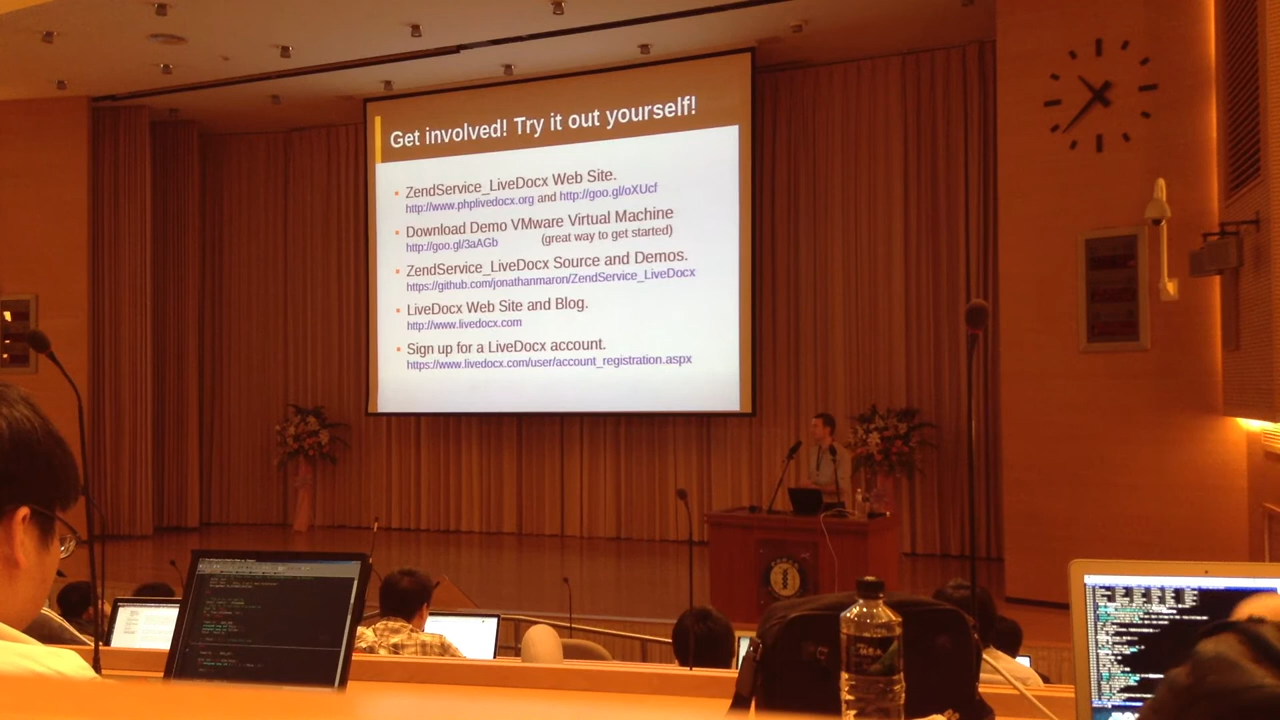 Get involved! Try it out yourself!
ZendService_LiveDocx Web Site.
http://www.phplivedocx.org and http://goo.gl/oXUcf
Download Demo VMware Virtual Machine
http://goo.gl/3aAGb (great way to get started)
ZendService_LiveDocx Source and Demos.
https://github.com/jonathanmaron/ZendService_LiveDocx
LiveDocx Web Site and Blog.
http://www.livedocx.com
Sign up for a LiveDocx account.
https://www.livedocx.com/user/account_registration.aspx